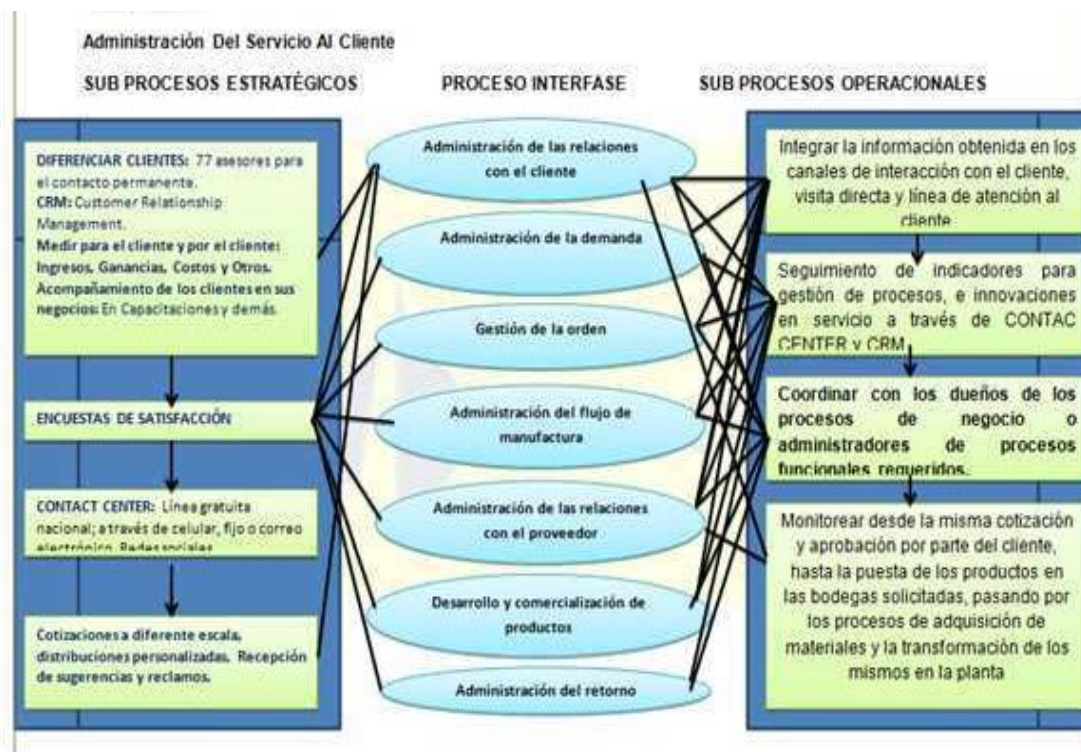 Administración Del Servicio Al Cliente
SUB PROCESOS ESTRATÉGICOS
PROCESO INTERFASE
SUB PROCESOS OPERACIONALES
DIFERENCIAR CLIENTES: 77 asesores para
el contacto permanente.
CRM: Customer Relationship
Management.
Medir para el cliente y por el cliente:
Ingresos, Ganancias, Costos y Otros.
Acompañamiento de los clientes en sus
negocios: En Capacitaciones y demás.
ENCUESTAS DE SATISFACCIÓN
CONTACT CENTER: Línea gratuita
nacional; a través de celular, fijo o correo
electrónico. Redes sociales
Cotizaciones a diferente escala,
distribuciones personalizadas. Recepción
de sugerencias y reclamos.
Administración de las relaciones
con el cliente
Administración de la demanda
Gestión de la orden
Administración del flujo de
manufactura
Administración de las relaciones
con el proveedor
Desarrollo y comercialización de
productos
Administración del retorno
Integrar la información obtenida en los
canales de interacción con el cliente,
visita directa y línea de atención al
cliente
Seguimiento de indicadores para
gestión de procesos, e innovaciones
en servicio a través de CONTAC
CENTER y CRM
Coordinar con los dueños de los
procesos de negocio o
administradores de procesos
funcionales requeridos.
Monitorear desde la misma cotización
y aprobación por parte del cliente,
hasta la puesta de los productos en
las bodegas solicitadas, pasando por
los procesos de adquisición de
materiales y la transformación de los
mismos en la planta